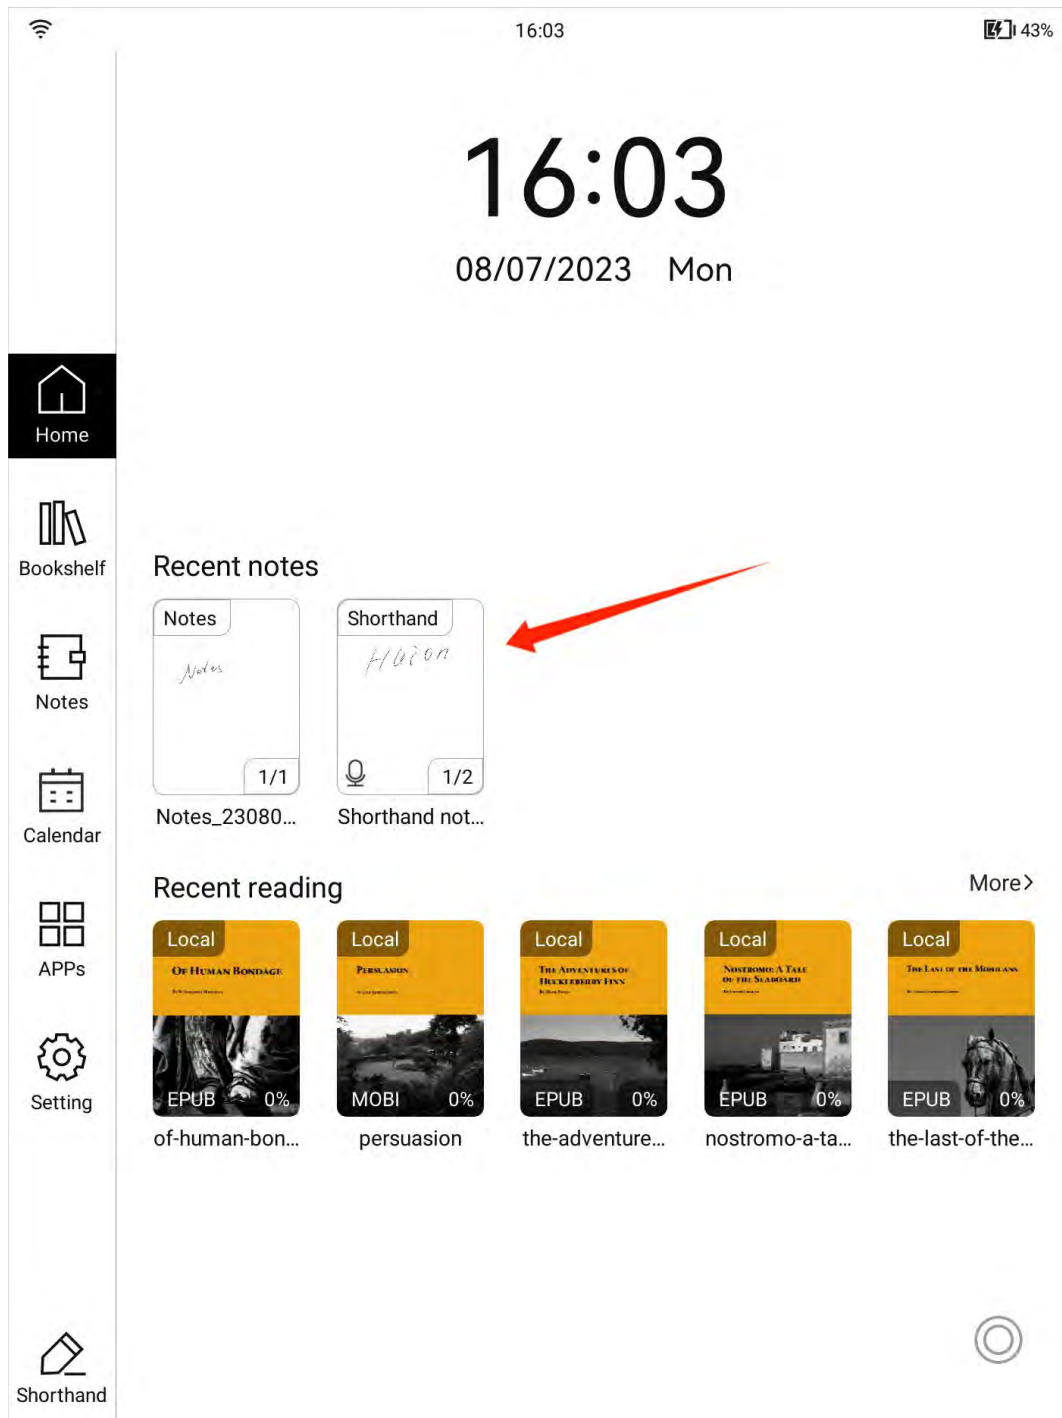 16:03
43%
16:03
08/07/2023 Mon
Home
Bookshelf
Notes
Calendar
APPs
Setting
Shorthand
Recent notes
Notes
Notes
1/1
Notes_23080...
Shorthand
1/2
Shorthand not...
Recent reading
More>
Local
OF HUMAN BONDAGE
EPUB 0%
of-human-bon...
Local
PERSUASION
MOBI 0%
persuasion
Local
THE ADVENTURES OF
HUCKLEBERRY FINN
EPUB 0%
the-adventure...
Local
NOSTROMO: A TALE
OF THE SEABOARD
EPUB 0%
nostromo-a-ta...
Local
THE LAST OF THE MOHICANS
EPUB 0%
the-last-of-the...